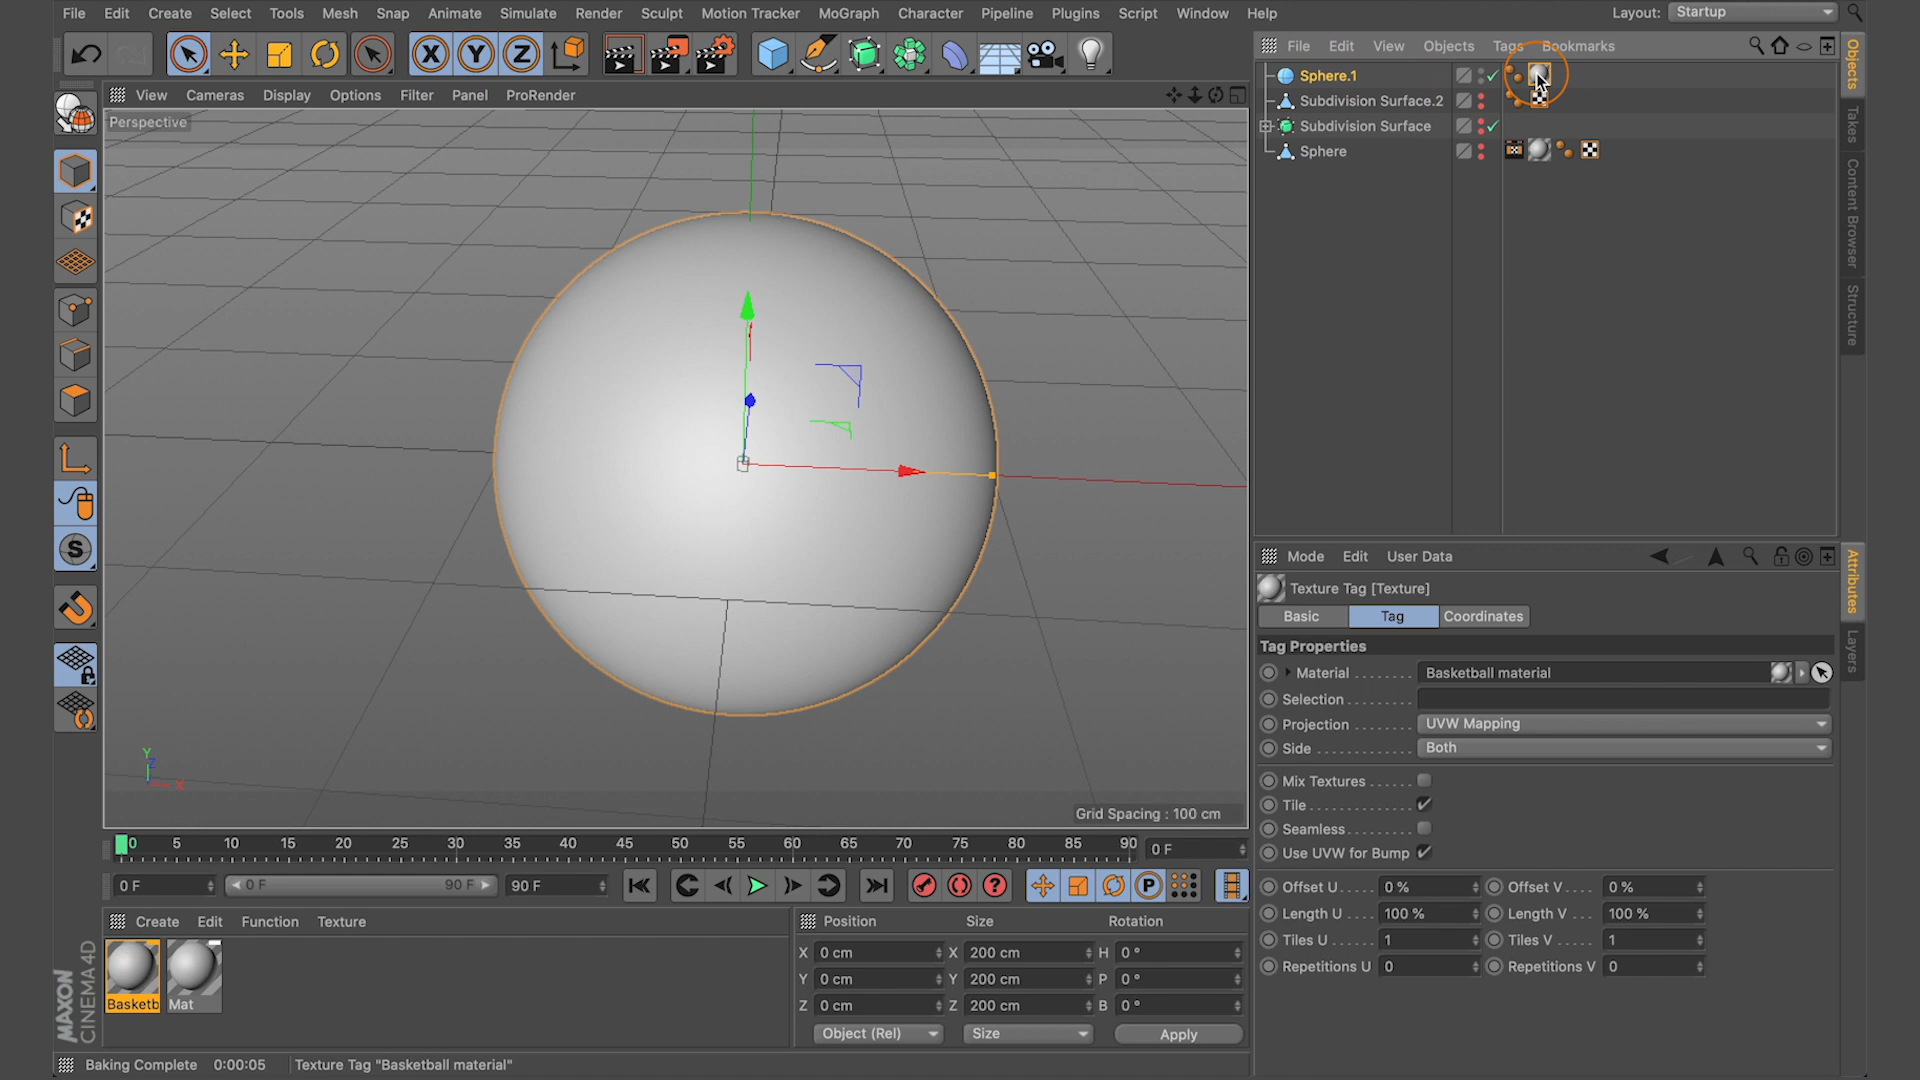 File Edit Create Select Tools Mesh Snap Animate Simulate Render Sculpt Motion Tracker MoGraph Character Pipeline Plugins Script Window Help Layout: Startup
X Y Z
File Edit View Objects Tags Bookmarks
Sphere.1
Subdivision Surface.2
Subdivision Surface
Sphere
Objects
Takes
Content Browser
Structure
View Cameras Display Options Filter Panel ProRender
Perspective
Y
Z
X
Grid Spacing : 100 cm
S
Mode Edit User Data
Texture Tag [Texture]
Basic Tag Coordinates
Tag Properties
Material ........ Basketball material
Selection
Projection ....... UVW Mapping
Side ............ Both
Mix Textures ......
Tile
Seamless
Use UVW for Bump
Offset U..... 0 % Offset V.... 0 %
Length U .... 100 % Length V ... 100 %
Tiles U ...... 1 Tiles V ..... 1
Repetitions U 0 Repetitions V 0
Attributes
Layers
0 5 10 15 20 25 30 35 40 45 50 55 60 65 70 75 80 85 90 0 F
0 F 0 F 90 F 90 F ? P
Create Edit Function Texture
Basketb Mat
Position Size Rotation
X 0 cm X 200 cm H 0 °
Y 0 cm Y 200 cm P 0 °
Z 0 cm Z 200 cm B 0 °
Object (Rel) Size Apply
MAXON
CINEMA4D
Baking Complete 0:00:05 Texture Tag "Basketball material"